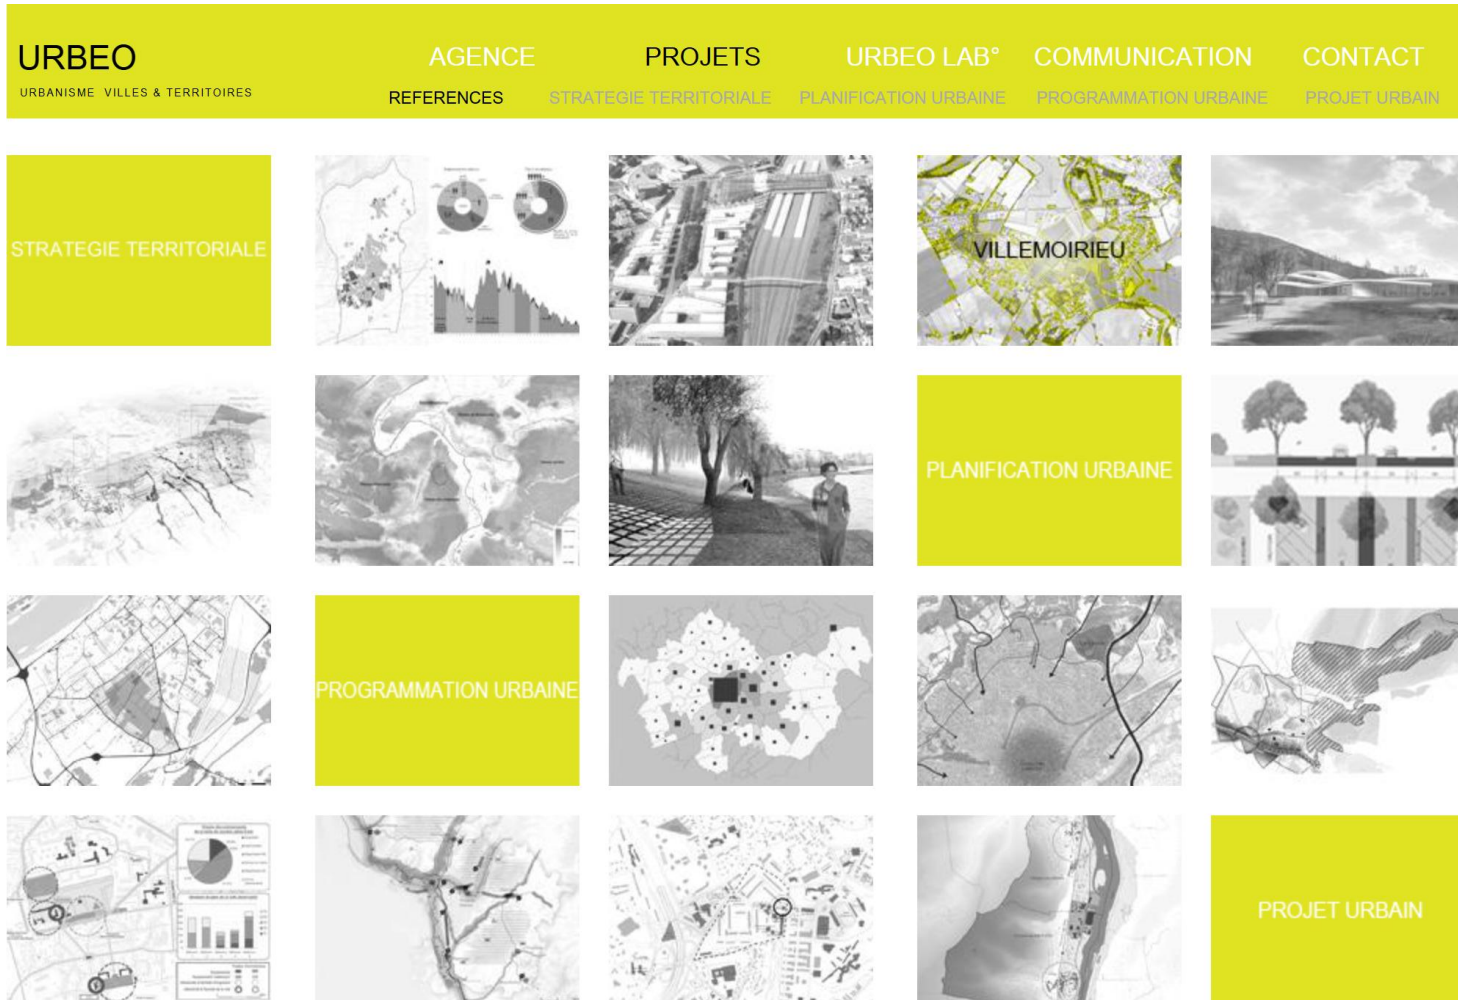 URBEO
AGENCE
PROJETS
URBEO LAB°
COMMUNICATION
CONTACT
URBANISME VILLES & TERRITOIRES
REFERENCES
STRATEGIE TERRITORIALE
PLANIFICATION URBAINE
PROGRAMMATION URBAINE
PROJET URBAIN
STRATEGIE TERRITORIALE
VILLEMOIRIEU
PLANIFICATION URBAINE
PROGRAMMATION URBAINE
PROJET URBAIN